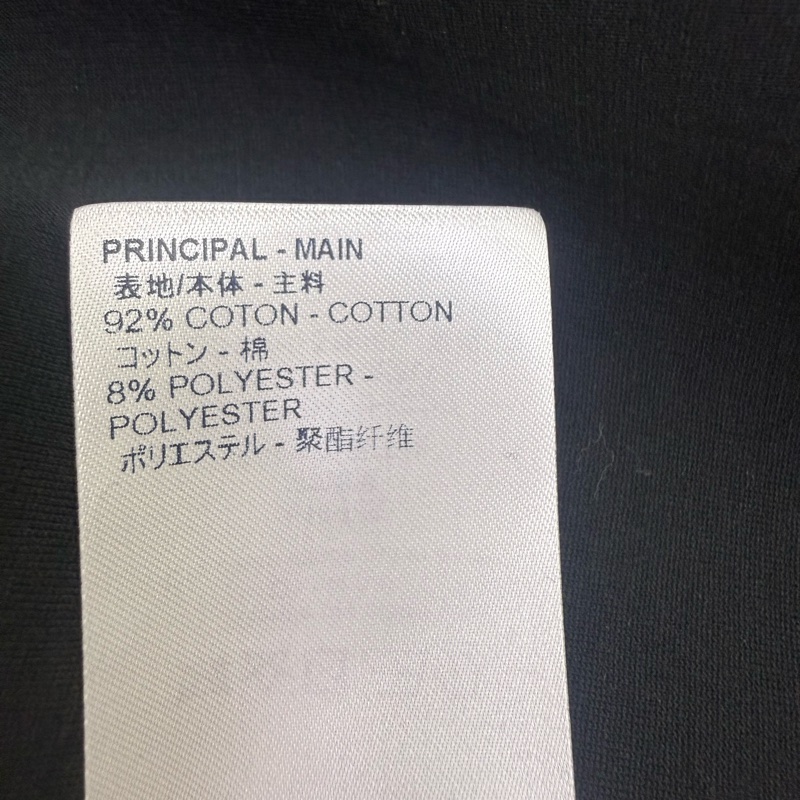 PRINCIPAL - MAIN
表地/本体 - 主料
92% COTON - COTTON
コットン - 棉
8% POLYESTER -
POLYESTER
ポリエステル - 聚酯纤维